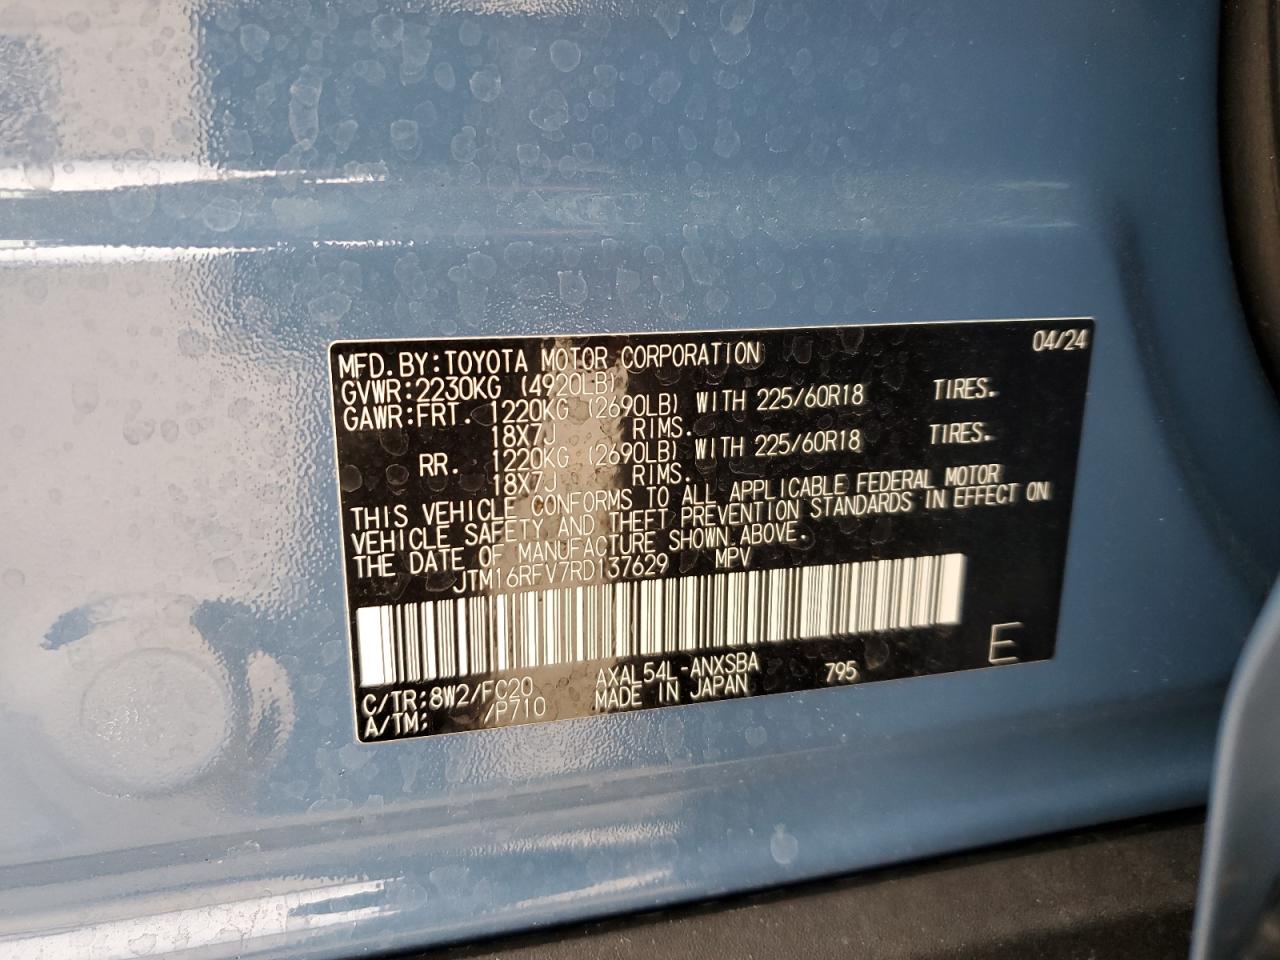 MFD.BY:TOYOTA MOTOR CORPORATION 04/24
GVWR:2230KG (4920LB)
GAWR:FRT. 1220KG (2690LB) WITH 225/60R18 TIRES.
18X7J RIMS.
RR. 1220KG (2690LB) WITH 225/60R18 TIRES.
18X7J RIMS.
THIS VEHICLE CONFORMS TO ALL APPLICABLE FEDERAL MOTOR
VEHICLE SAFETY AND THEFT PREVENTION STANDARDS IN EFFECT ON
THE DATE OF MANUFACTURE SHOWN ABOVE.
JTM16RFV7RD137629 MPV
E
C/TR:8W2/FC20 AXAL54L-ANXSBA 795
A/TM: /P710 MADE IN JAPAN